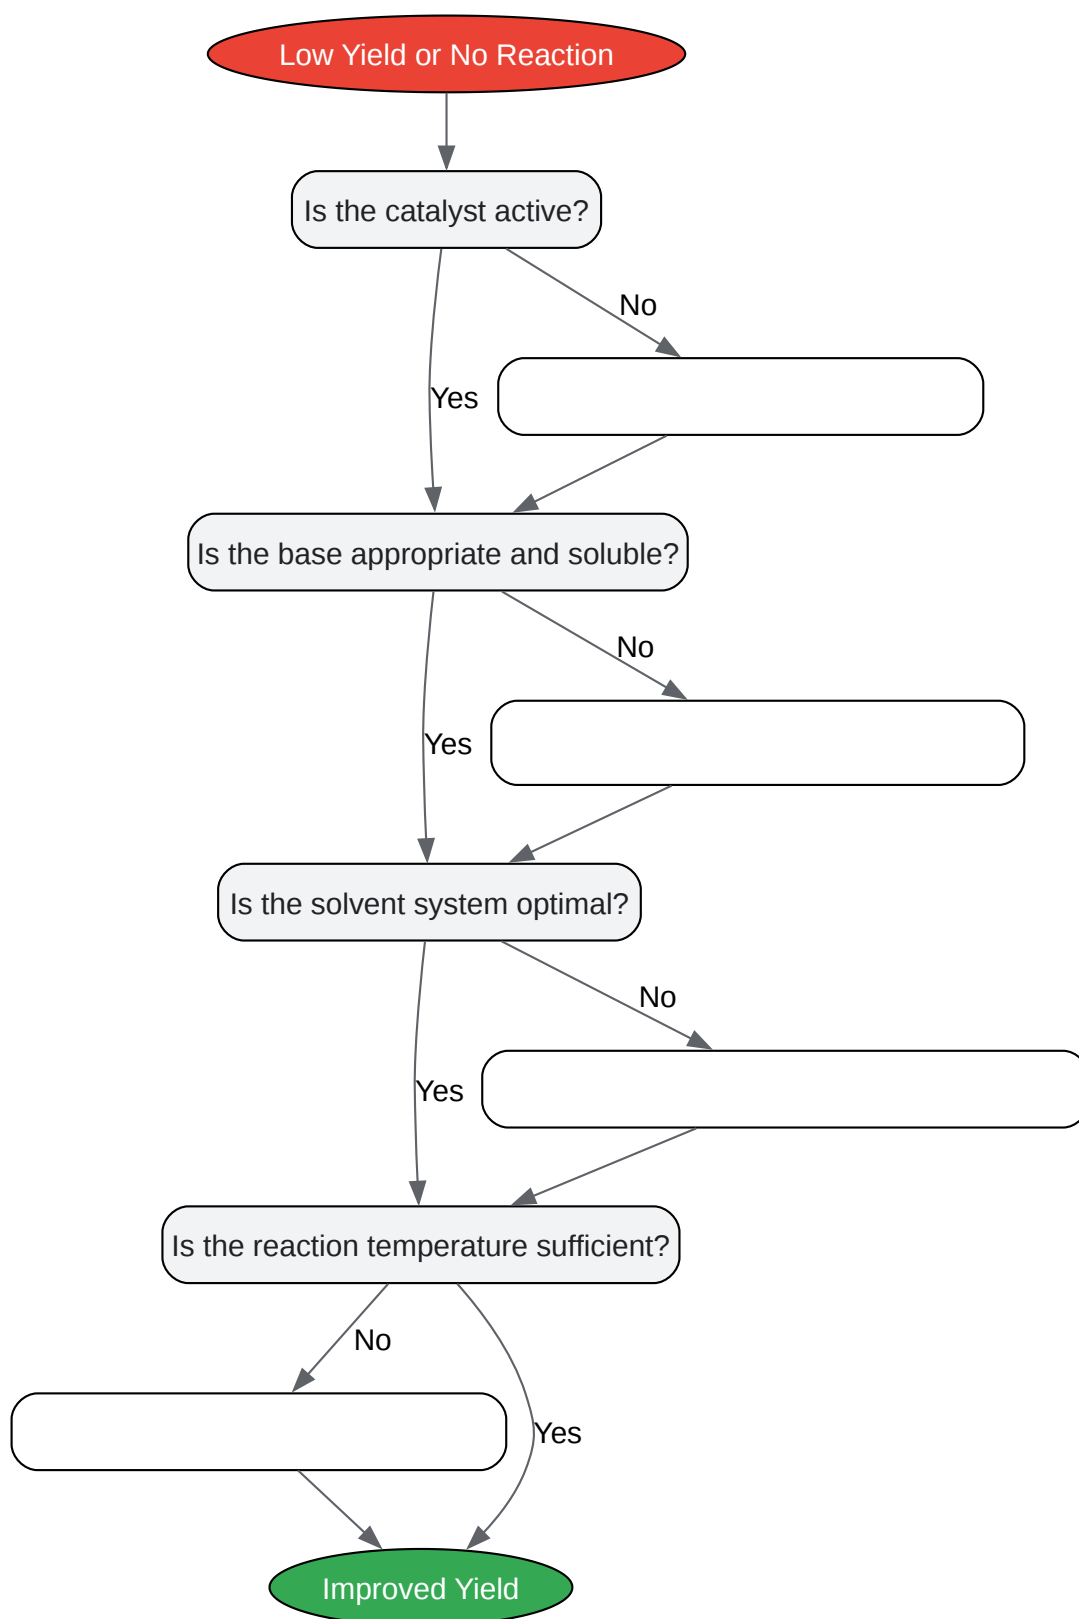 Low Yield or No Reaction
Is the catalyst active?
No
Yes
Is the base appropriate and soluble?
No
Yes
Is the solvent system optimal?
No
Yes
Is the reaction temperature sufficient?
No
Yes
Improved Yield